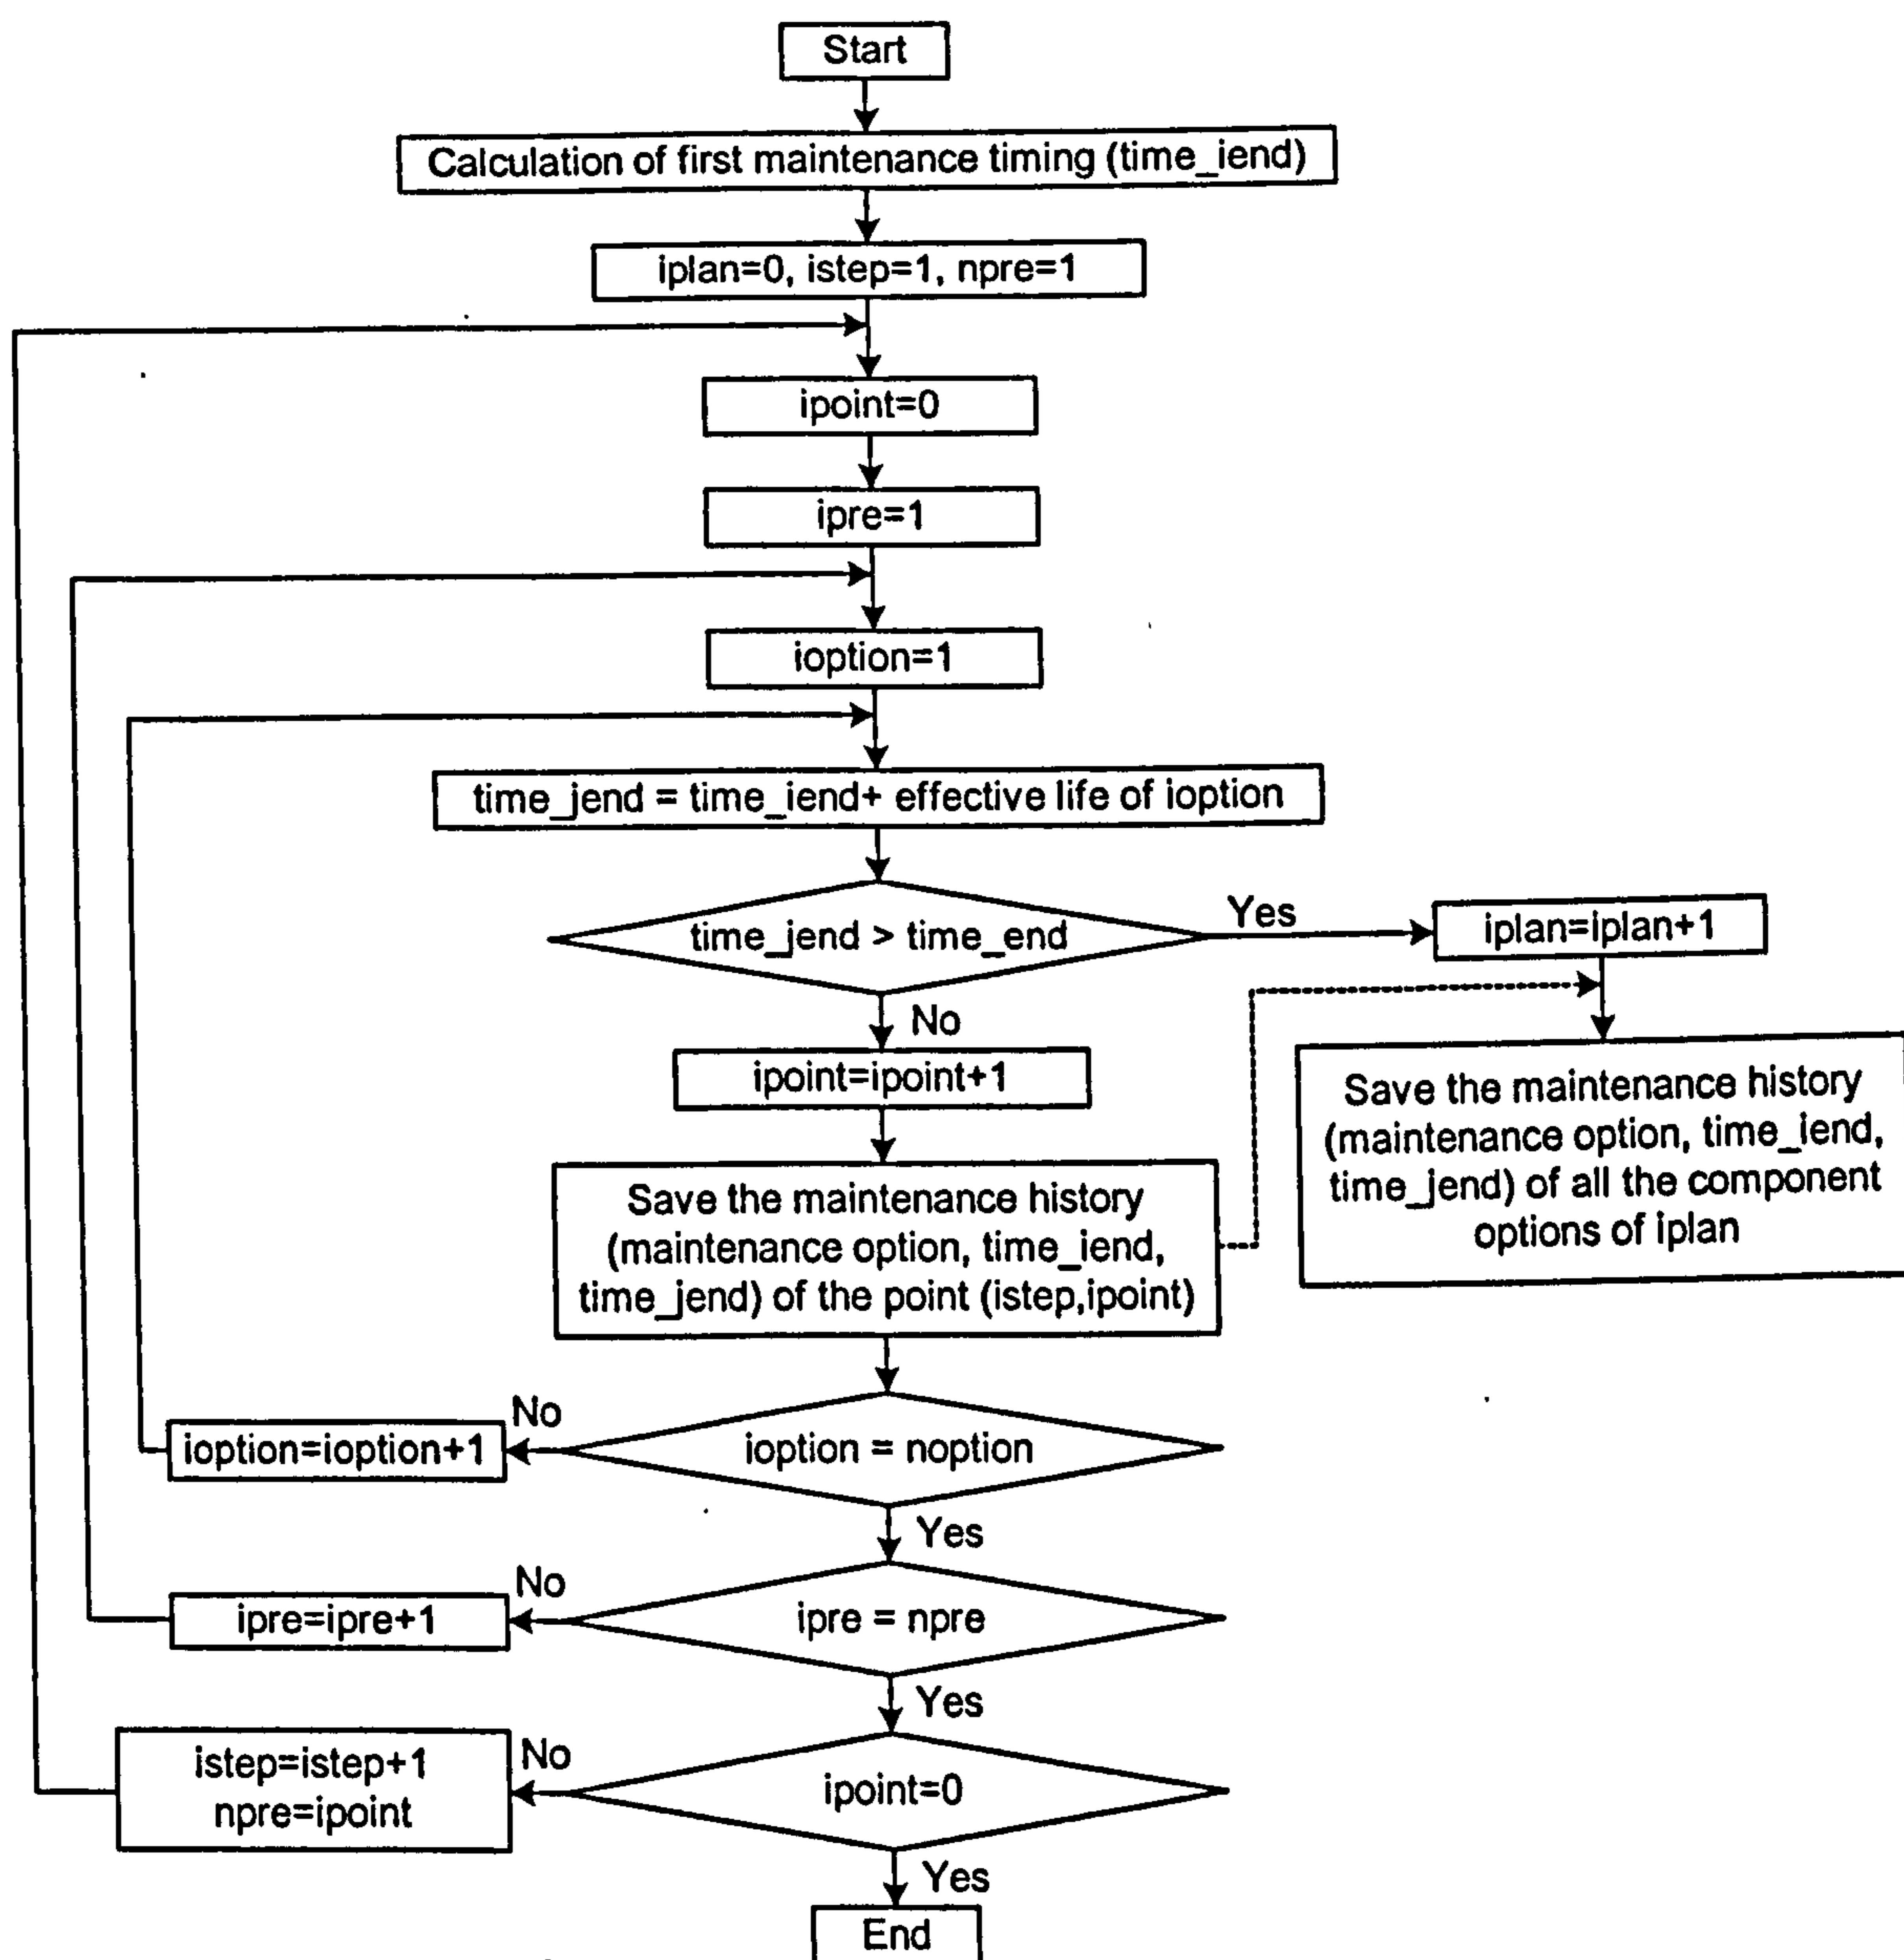 Start
Calculation of first maintenance timing (time_iend)
iplan=0, istep=1, npre=1
ipoint=0
ipre=1
ioption=1
time_jend = time_iend+ effective life of ioption
time_jend > time_end
Yes
iplan=iplan+1
No
ipoint=ipoint+1
Save the maintenance history
(maintenance option, time_iend,
time_jend) of all the component
options of iplan
Save the maintenance history
(maintenance option, time_iend,
time_jend) of the point (istep,ipoint)
No
ioption=ioption+1
ioption = noption
Yes
No
ipre=ipre+1
ipre = npre
Yes
No
istep=istep+1
npre=ipoint
ipoint=0
Yes
End